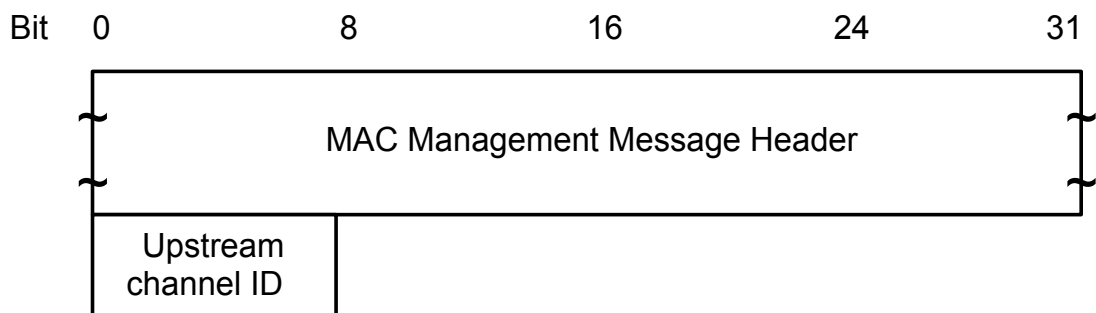 Bit 0 8 16 24 31
MAC Management Message Header
Upstream
channel ID